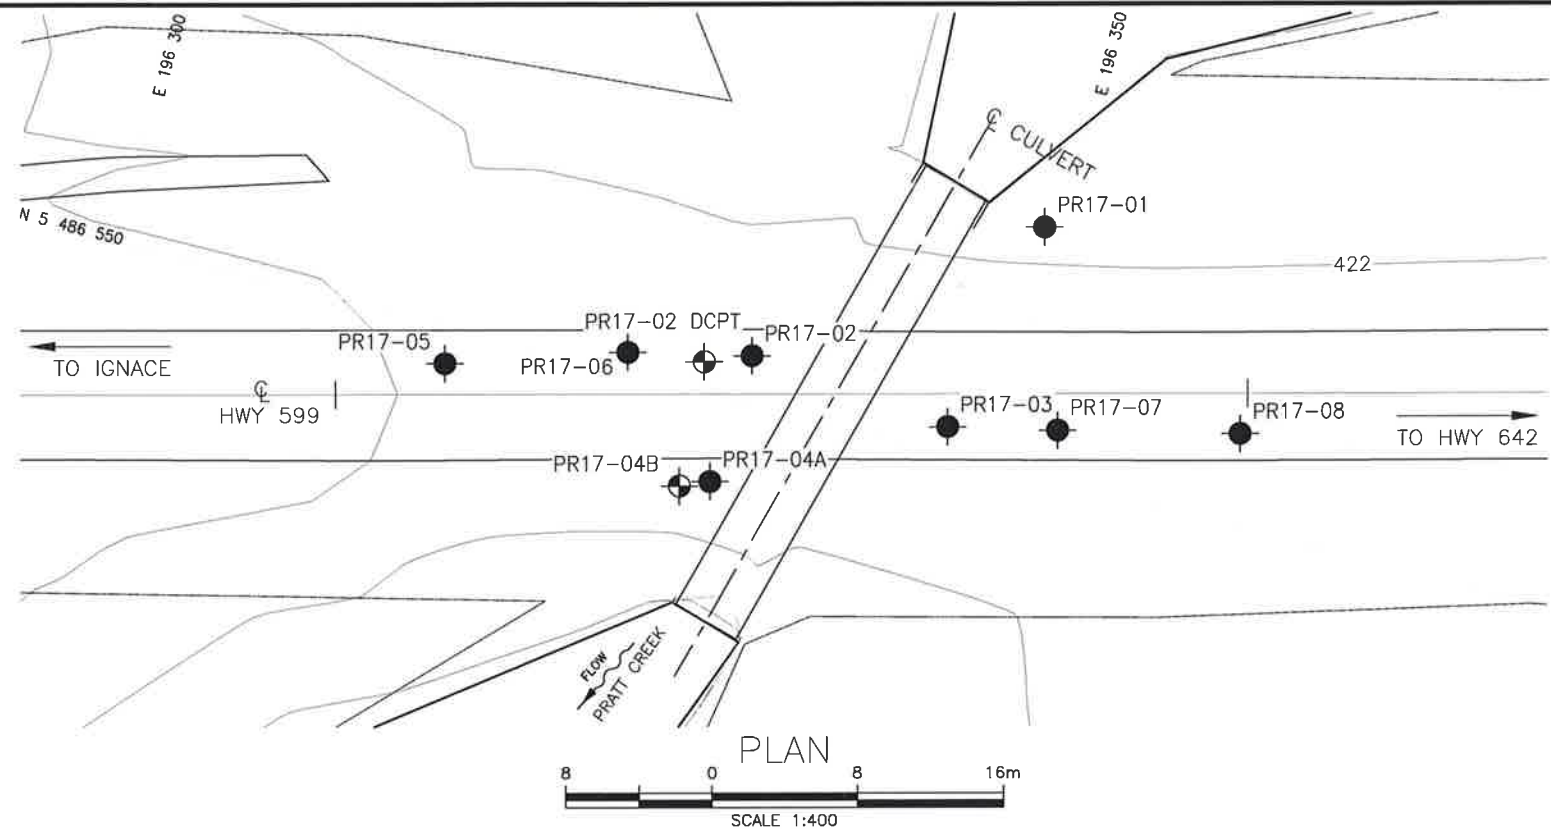 E 196 300
E 196 350
℄ CULVERT
PR17-01
N 5 486 550
422
PR17-02 DCPT
PR17-02
PR17-05
PR17-06
TO IGNACE
℄ HWY 599
PR17-03
PR17-07
PR17-08
TO HWY 642
PR17-04B
PR17-04A
FLOW
PRATT CREEK
PLAN
8 0 8 16m
SCALE 1:400